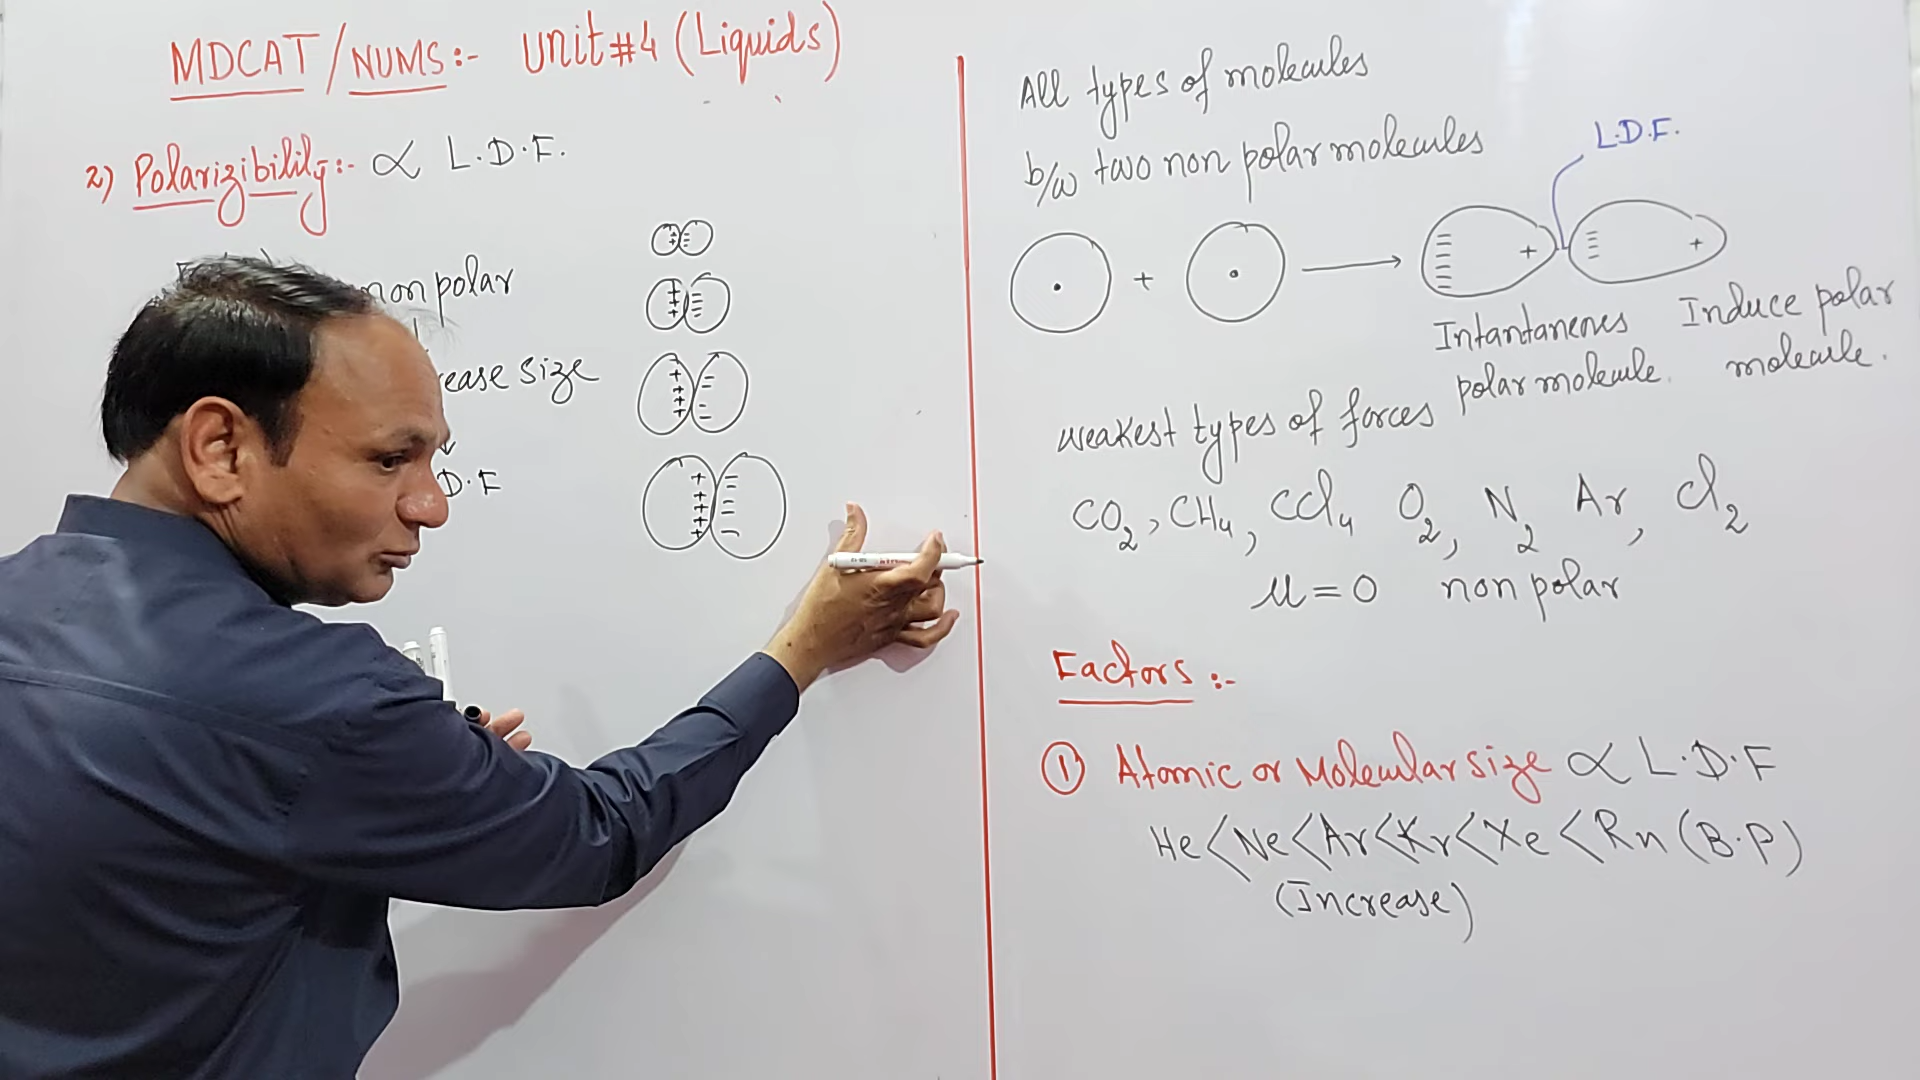 MDCAT/NUMS:- Unit#4 (Liquids)
2) Polarizibility:- ∝ L.D.F.
non polar
ease size
D.F
All types of molecules
b/w two non polar molecules
L.D.F.
+
+
+
Intantaneous polar molecule.
Induce polar molecule.
weakest types of forces
CO2, CH4, CCl4 O2, N2 Ar, Cl2
μ=0 non polar
Factors:-
① Atomic or Molecular size ∝ L.D.F
He<Ne<Ar<Kr<Xe<Rn (B.P)
(Increase)